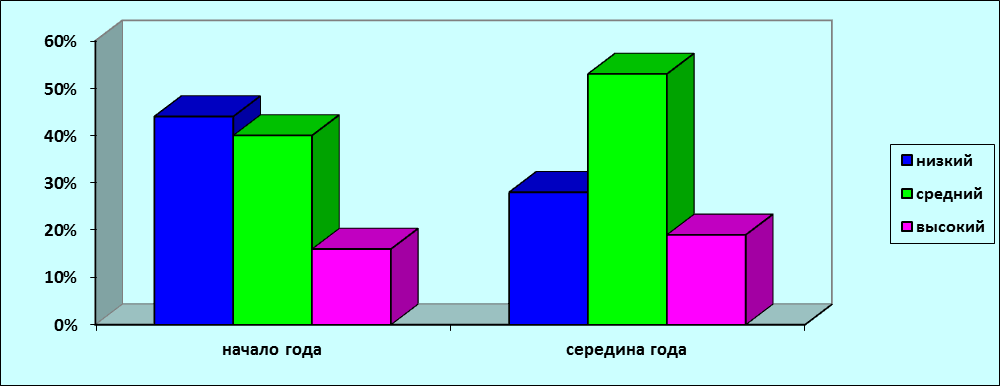 60%
50%
40%
30%
20%
10%
0%
начало года
середина года
низкий
средний
высокий